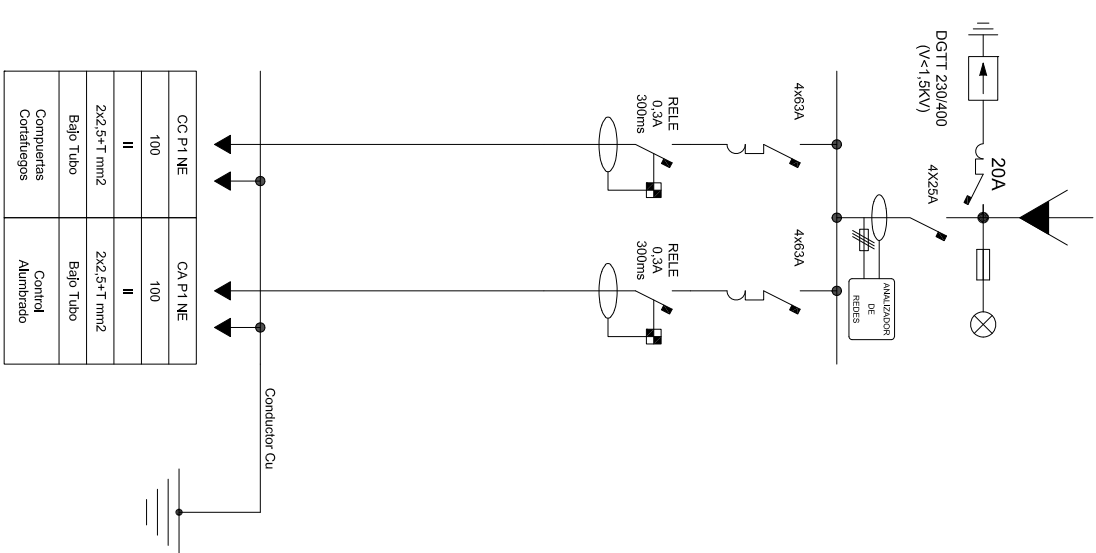 DGTT 230/400
(V<1,5KV)
20A
4X25A
ANALIZADOR
DE
REDES
4x63A
RELE
0,3A
300ms
4x63A
RELE
0,3A
300ms
Conductor Cu
CC P1 NE
100
II
2x2,5+T mm2
Bajo Tubo
Compuertas
Cortafuegos
CA P1 NE
100
II
2x2,5+T mm2
Bajo Tubo
Control
Alumbrado